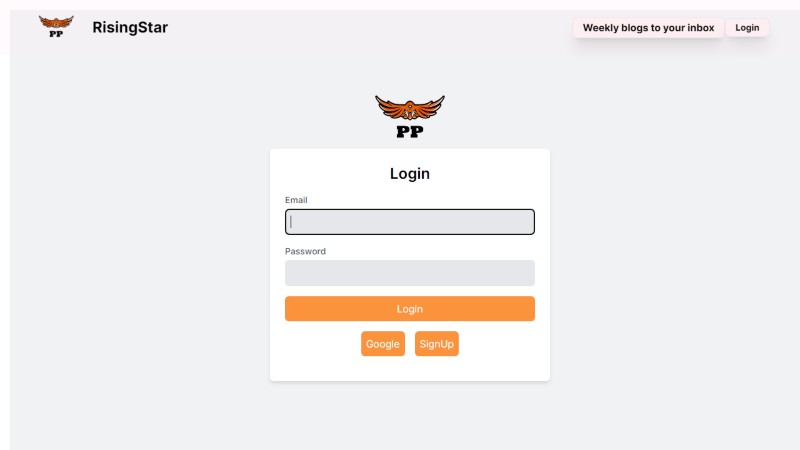 PP
RisingStar
Weekly blogs to your inbox
Login
PP
Login
Email
Password
Login
Google
SignUp